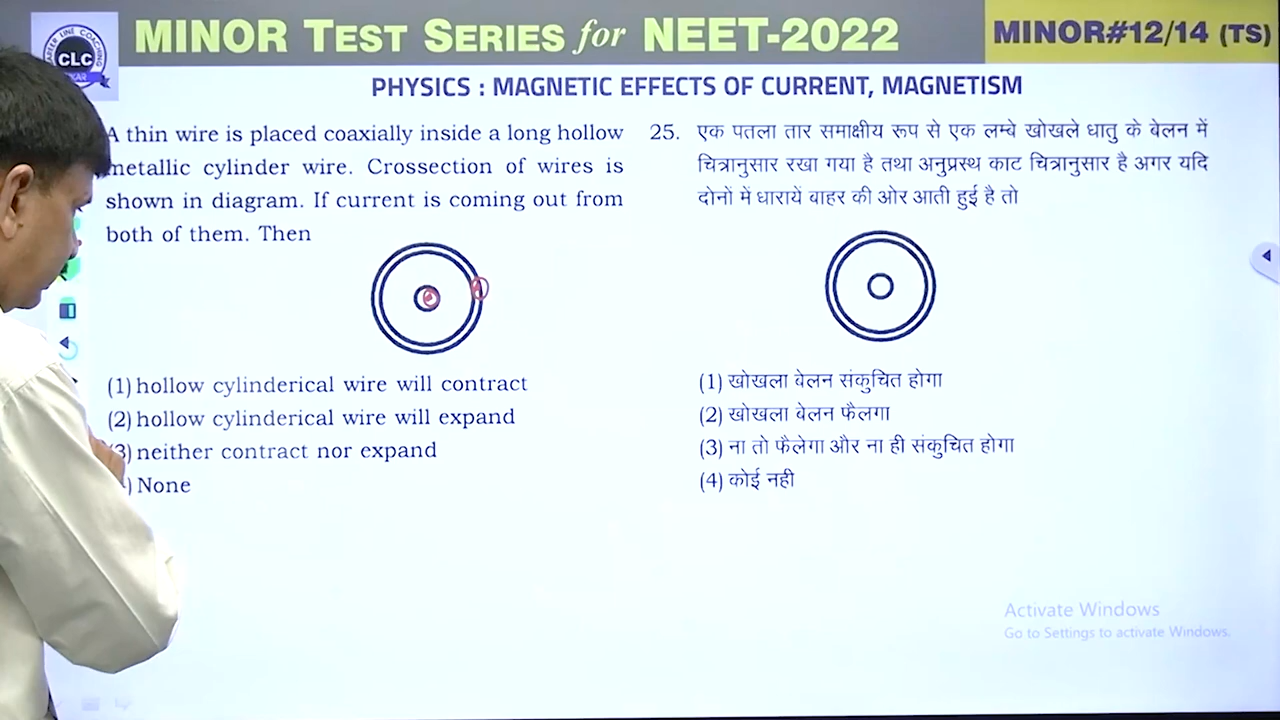 CLC
MINOR TEST SERIES for NEET-2022
MINOR#12/14 (TS)
PHYSICS : MAGNETIC EFFECTS OF CURRENT, MAGNETISM
A thin wire is placed coaxially inside a long hollow
metallic cylinder wire. Crossection of wires is
shown in diagram. If current is coming out from
both of them. Then
(1) hollow cylinderical wire will contract
(2) hollow cylinderical wire will expand
(3) neither contract nor expand
) None
25. एक पतला तार समाक्षीय रूप से एक लम्बे खोखले धातु के बेलन में
चित्रानुसार रखा गया है तथा अनुप्रस्थ काट चित्रानुसार है अगर यदि
दोनों में धारायें बाहर की ओर आती हुई है तो
(1) खोखला बेलन संकुचित होगा
(2) खोखला बेलन फैलगा
(3) ना तो फैलेगा और ना ही संकुचित होगा
(4) कोई नही
Activate Windows
Go to Settings to activate Windows.